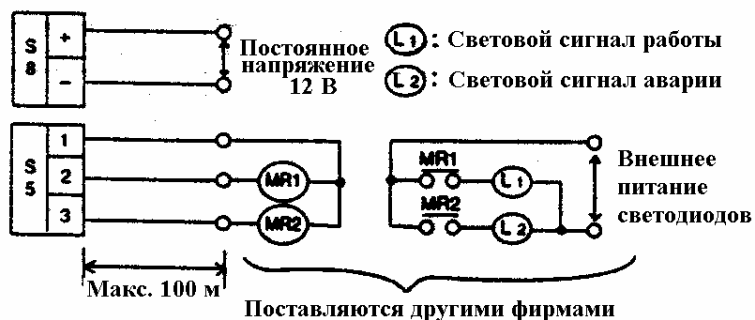 S 8
+
−
Постоянное
напряжение
12 В
L1 : Световой сигнал работы
L2 : Световой сигнал аварии
S 5
1
2
3
MR1
MR2
MR1
L1
MR2
L2
Внешнее
питание
светодиодов
Макс. 100 м
Поставляются другими фирмами